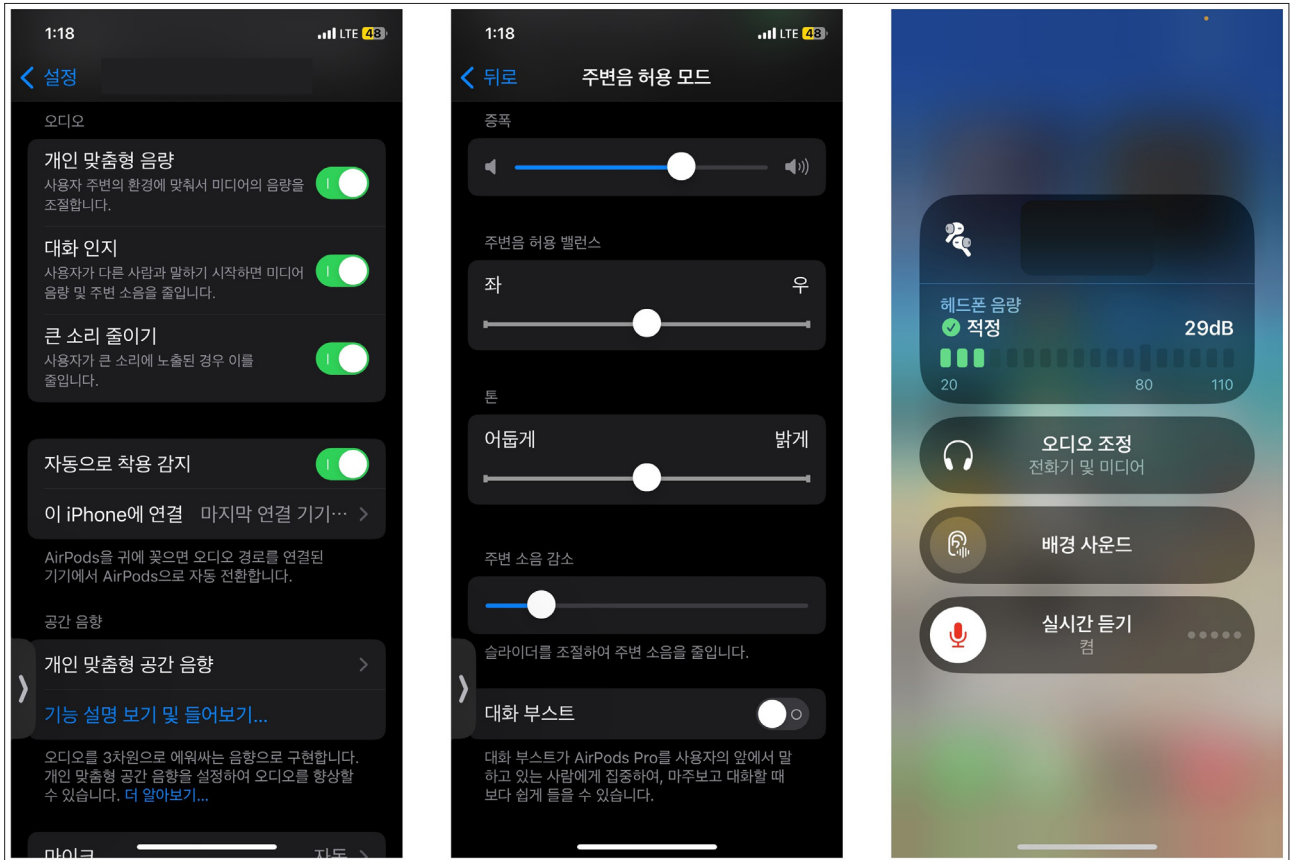 1:18
LTE 48
설정
오디오
개인 맞춤형 음량
사용자 주변의 환경에 맞춰서 미디어의 음량을
조절합니다.
대화 인지
사용자가 다른 사람과 말하기 시작하면 미디어
음량 및 주변 소음을 줄입니다.
큰 소리 줄이기
사용자가 큰 소리에 노출된 경우 이를
줄입니다.
자동으로 착용 감지
이 iPhone에 연결 마지막 연결 기기…
AirPods을 귀에 꽂으면 오디오 경로를 연결된
기기에서 AirPods으로 자동 전환합니다.
공간 음향
개인 맞춤형 공간 음향
기능 설명 보기 및 들어보기...
오디오를 3차원으로 에워싸는 음향으로 구현합니다.
개인 맞춤형 공간 음향을 설정하여 오디오를 향상할
수 있습니다. 더 알아보기...
마이크 자동
1:18
LTE 48
뒤로 주변음 허용 모드
증폭
주변음 허용 밸런스
좌 우
톤
어둡게 밝게
주변 소음 감소
슬라이더를 조절하여 주변 소음을 줄입니다.
대화 부스트
대화 부스트가 AirPods Pro를 사용자의 앞에서 말
하고 있는 사람에게 집중하여, 마주보고 대화할 때
보다 쉽게 들을 수 있습니다.
헤드폰 음량
적정 29dB
20 80 110
오디오 조정
전화기 및 미디어
배경 사운드
실시간 듣기
켬